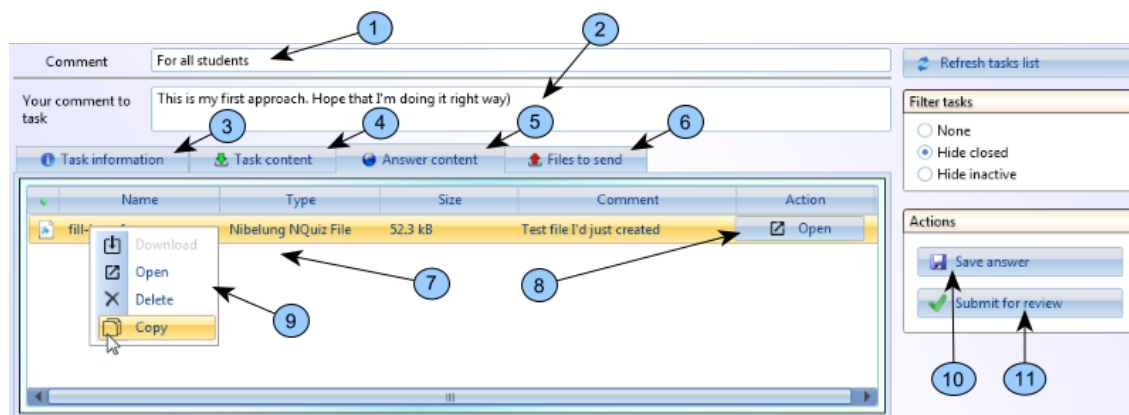 1
2
Comment
For all students
Refresh tasks list
Your comment to
task
This is my first approach. Hope that I'm doing it right way)
Filter tasks
None
Hide closed
Hide inactive
3
4
5
6
Task information
Task content
Answer content
Files to send
Name
Type
Size
Comment
Action
Nibelung NQuiz File
52.3 kB
Test file I'd just created
Open
Download
Open
Delete
Copy
7
8
9
Actions
Save answer
Submit for review
10
11